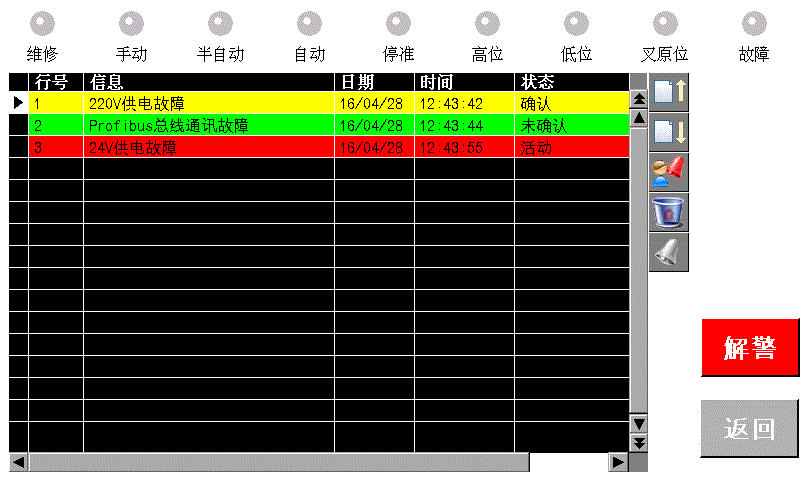 维修 手动 半自动 自动 停准 高位 低位 叉原位 故障
行号 信息 日期 时间 状态
1 220V供电故障 16/04/28 12:43:42 确认
2 Profibus总线通讯故障 16/04/28 12:43:44 未确认
3 24V供电故障 16/04/28 12:43:55 活动
解警
返回